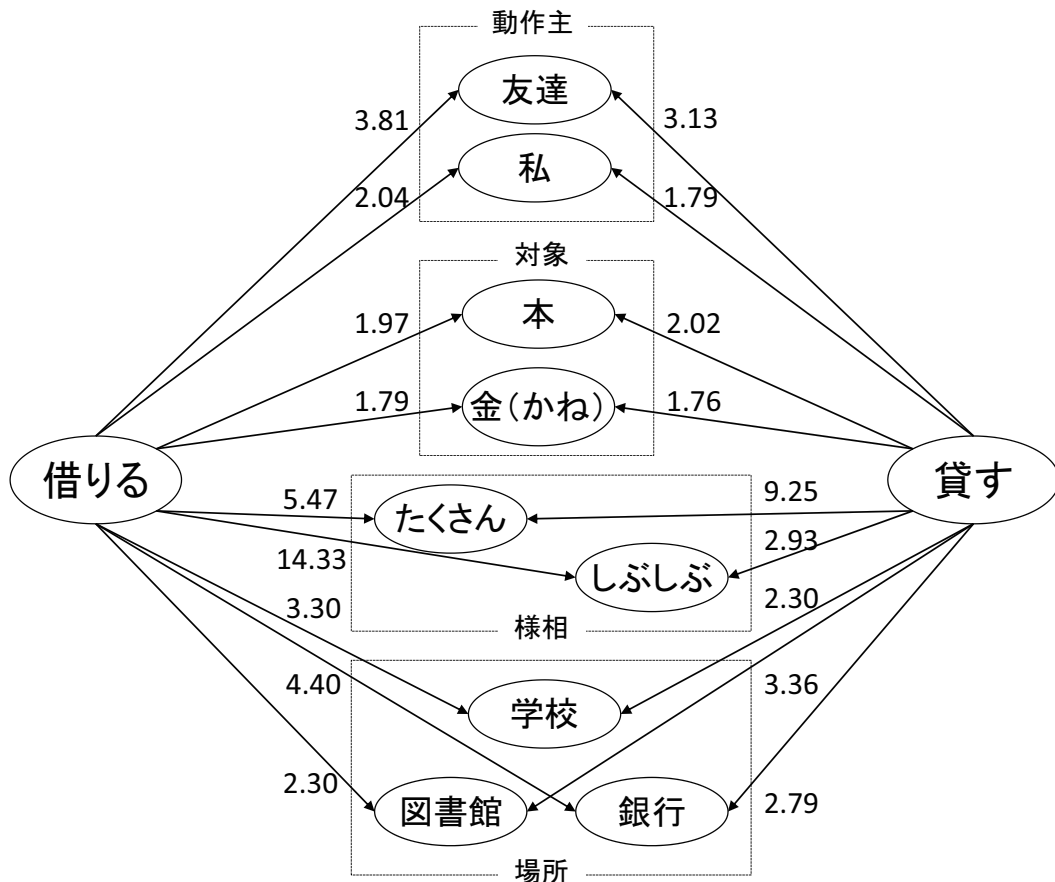 動作主
友達
3.81
3.13
私
2.04
1.79
対象
本
1.97
2.02
金(かね)
1.79
1.76
借りる
貸す
たくさん
5.47
9.25
しぶしぶ
14.33
2.93
様相
3.30
2.30
学校
4.40
3.36
図書館
銀行
2.30
2.79
場所